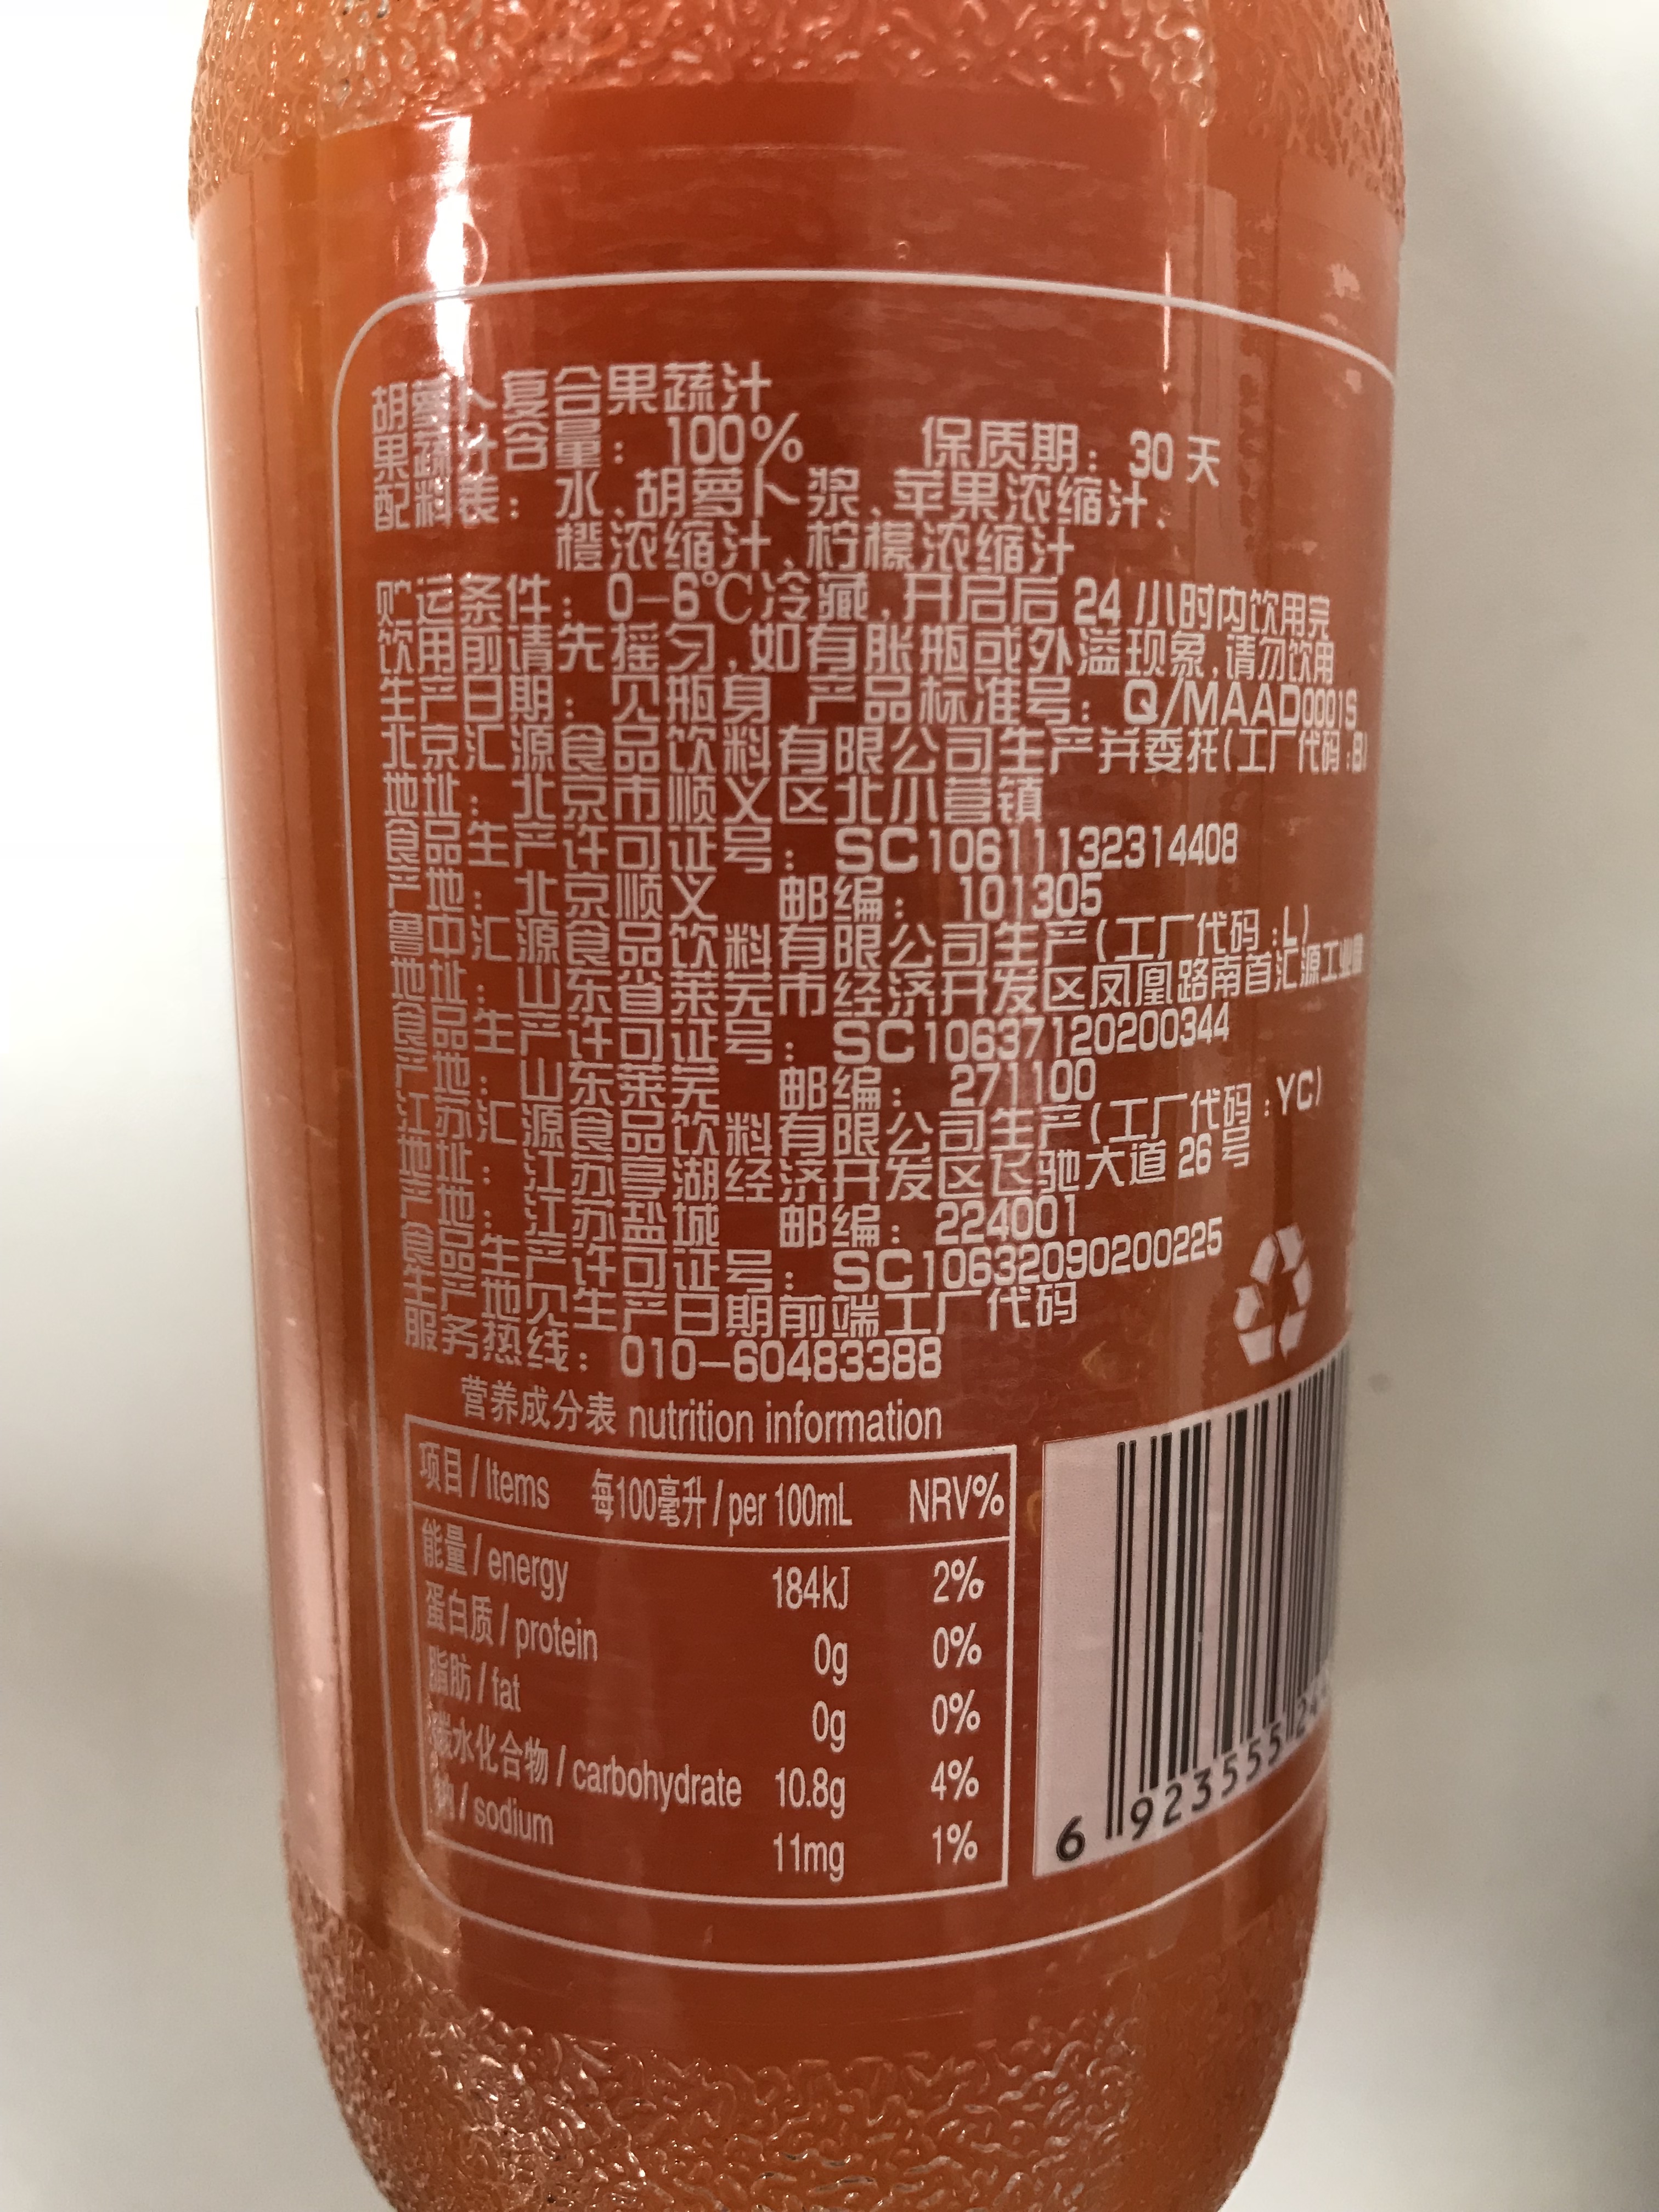 胡萝卜复合果蔬汁
果蔬汁含量：100% 保质期：30天
配料表：水、胡萝卜浆、苹果浓缩汁、
橙浓缩汁、柠檬浓缩汁
贮运条件：0-6℃冷藏,开启后24小时内饮用完
饮用前请先摇匀,如有胀瓶或外溢现象,请勿饮用
生产日期：见瓶身 产品标准号：Q/MAAD0001S
北京汇源食品饮料有限公司生产并委托(工厂代码:B)
地址：北京市顺义区北小营镇
食品生产许可证号：SC10611132314408
产地：北京顺义 邮编：101305
鲁中汇源食品饮料有限公司生产(工厂代码:L)
地址：山东省莱芜市经济开发区凤凰路南首汇源工业
食品生产许可证号：SC10637120200344
产地：山东莱芜 邮编：271100
江苏汇源食品饮料有限公司生产(工厂代码:YC)
地址：江苏亭湖经济开发区飞驰大道26号
产地：江苏盐城 邮编：224001
食品生产许可证号：SC10632090200225
生产地见生产日期前端工厂代码
服务热线：010-60483388
营养成分表 nutrition information
项目/Items 每100毫升/per 100mL NRV%
能量/energy 184kJ 2%
蛋白质/protein 0g 0%
脂肪/fat 0g 0%
碳水化合物/carbohydrate 10.8g 4%
钠/sodium 11mg 1%
6 923555 2